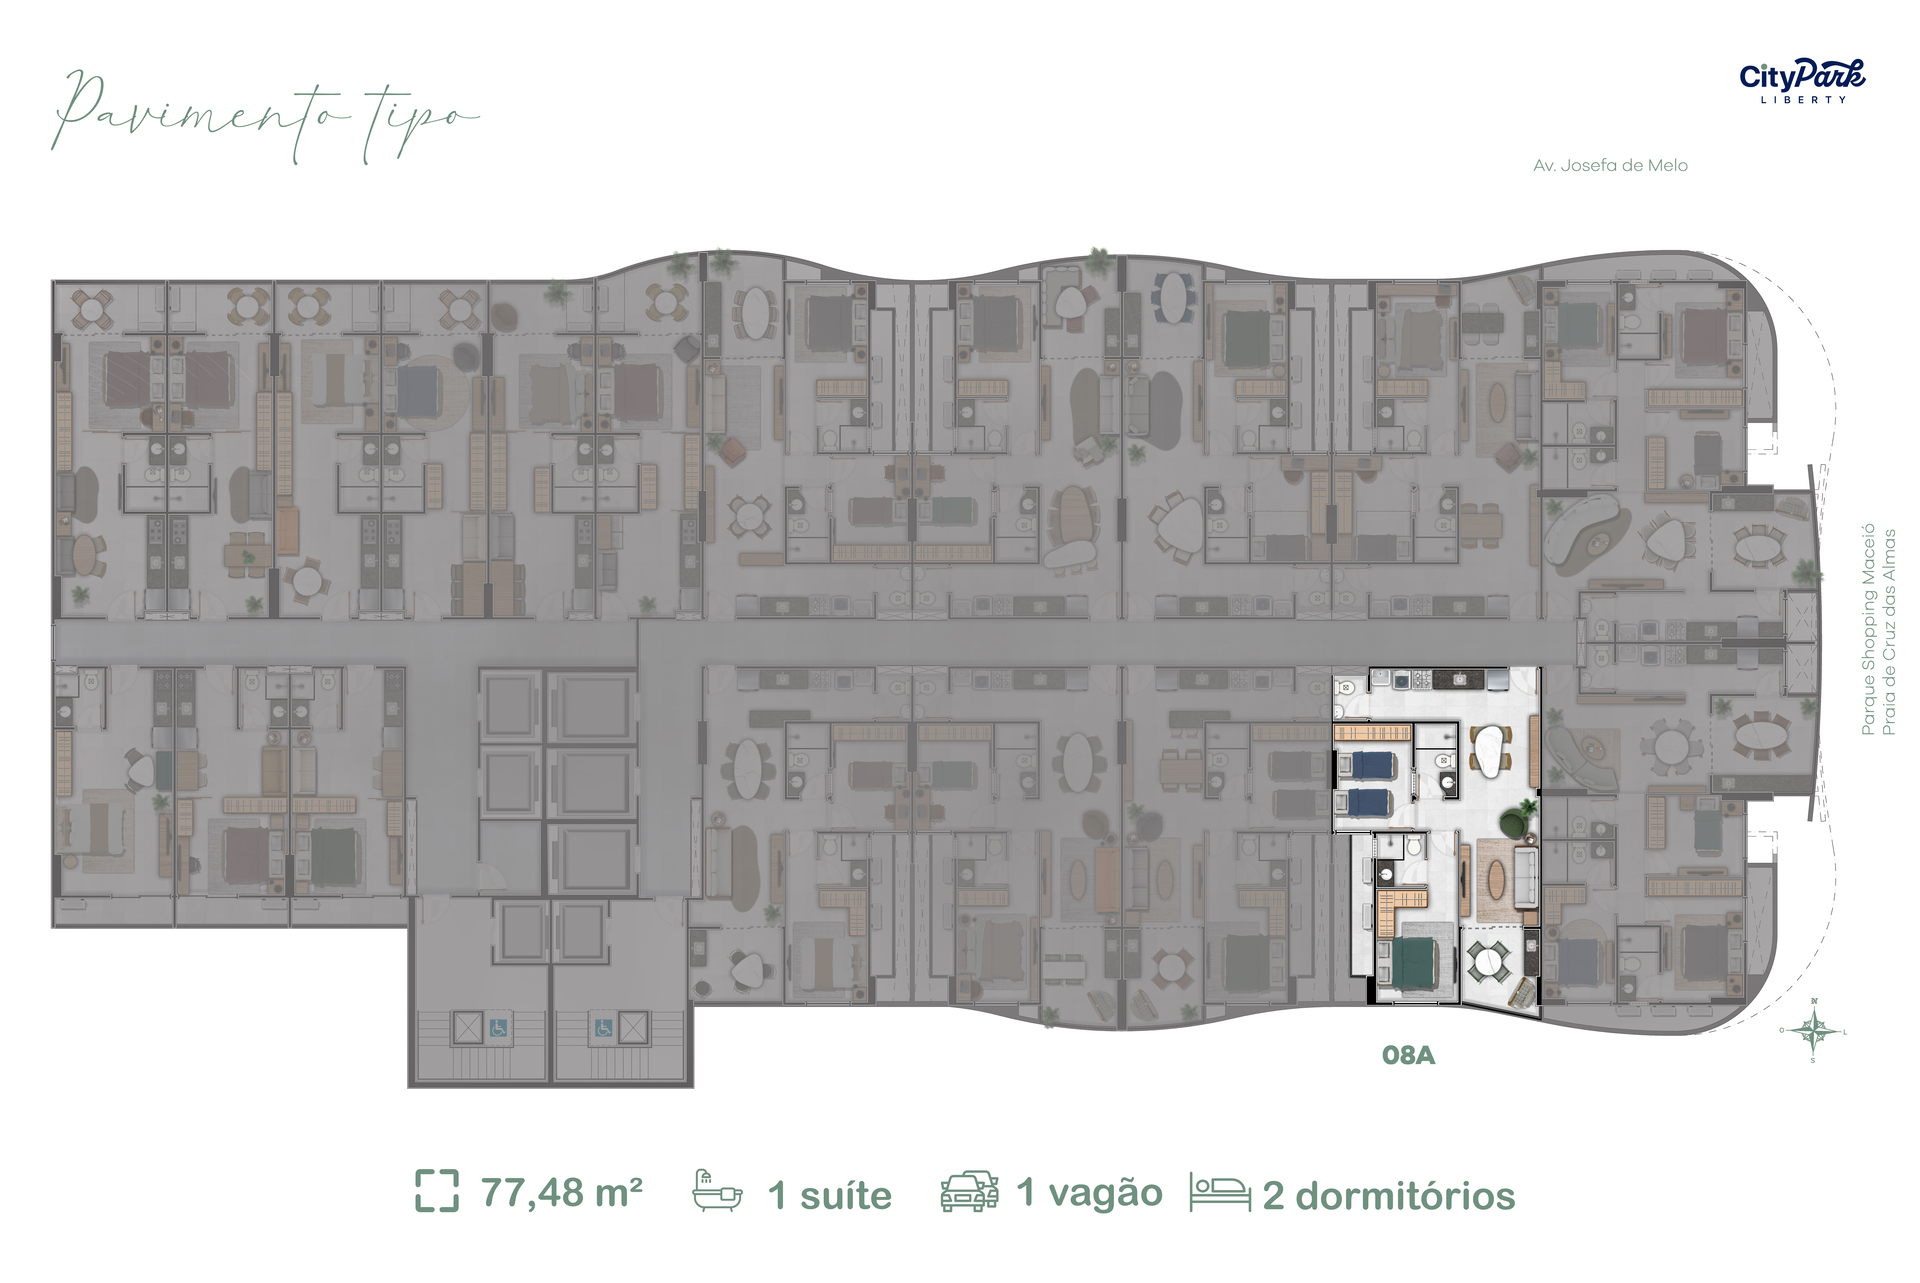 Pavimento tipo
CityPark
LIBERTY
Av. Josefa de Melo
Parque Shopping Maceió
Praia de Cruz das Almas
N
O
L
S
08A
77,48 m²
1 suíte
1 vagão
2 dormitórios